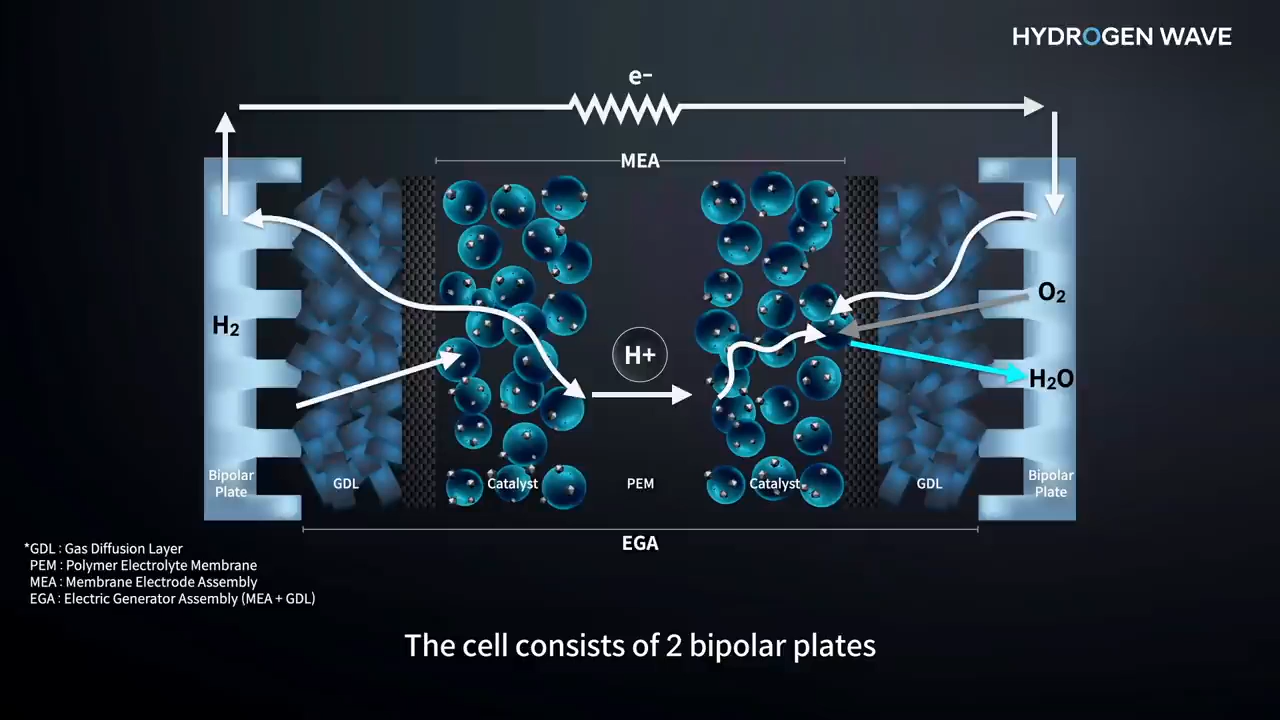 HYDROGEN WAVE
e−
MEA
H+
H₂
O₂
H₂O
Bipolar
Plate
GDL
Catalyst
PEM
Catalyst
GDL
Bipolar
Plate
EGA
*GDL : Gas Diffusion Layer
PEM : Polymer Electrolyte Membrane
MEA : Membrane Electrode Assembly
EGA : Electric Generator Assembly (MEA + GDL)
The cell consists of 2 bipolar plates